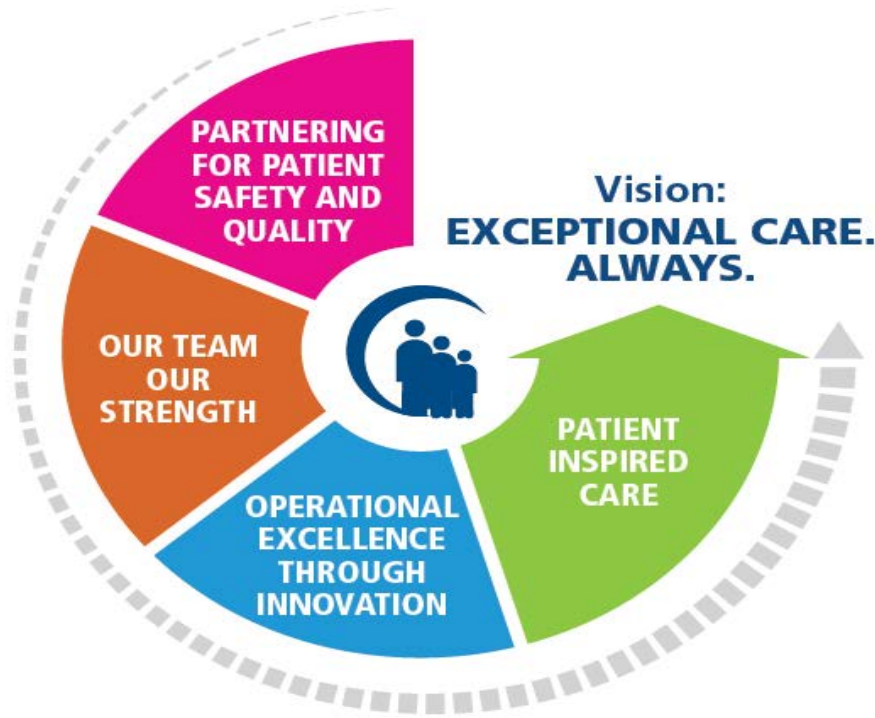 PARTNERING
FOR PATIENT
SAFETY AND
QUALITY
Vision:
EXCEPTIONAL CARE.
ALWAYS.
OUR TEAM
OUR
STRENGTH
OPERATIONAL
EXCELLENCE
THROUGH
INNOVATION
PATIENT
INSPIRED
CARE